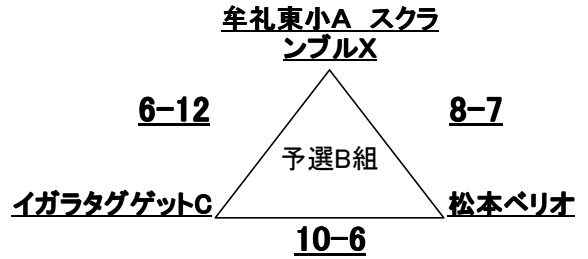 牟礼東小A　スクラ
ンブルX
6-12
8-7
予選B組
イガラタグゲットC
松本ベリオ
10-6